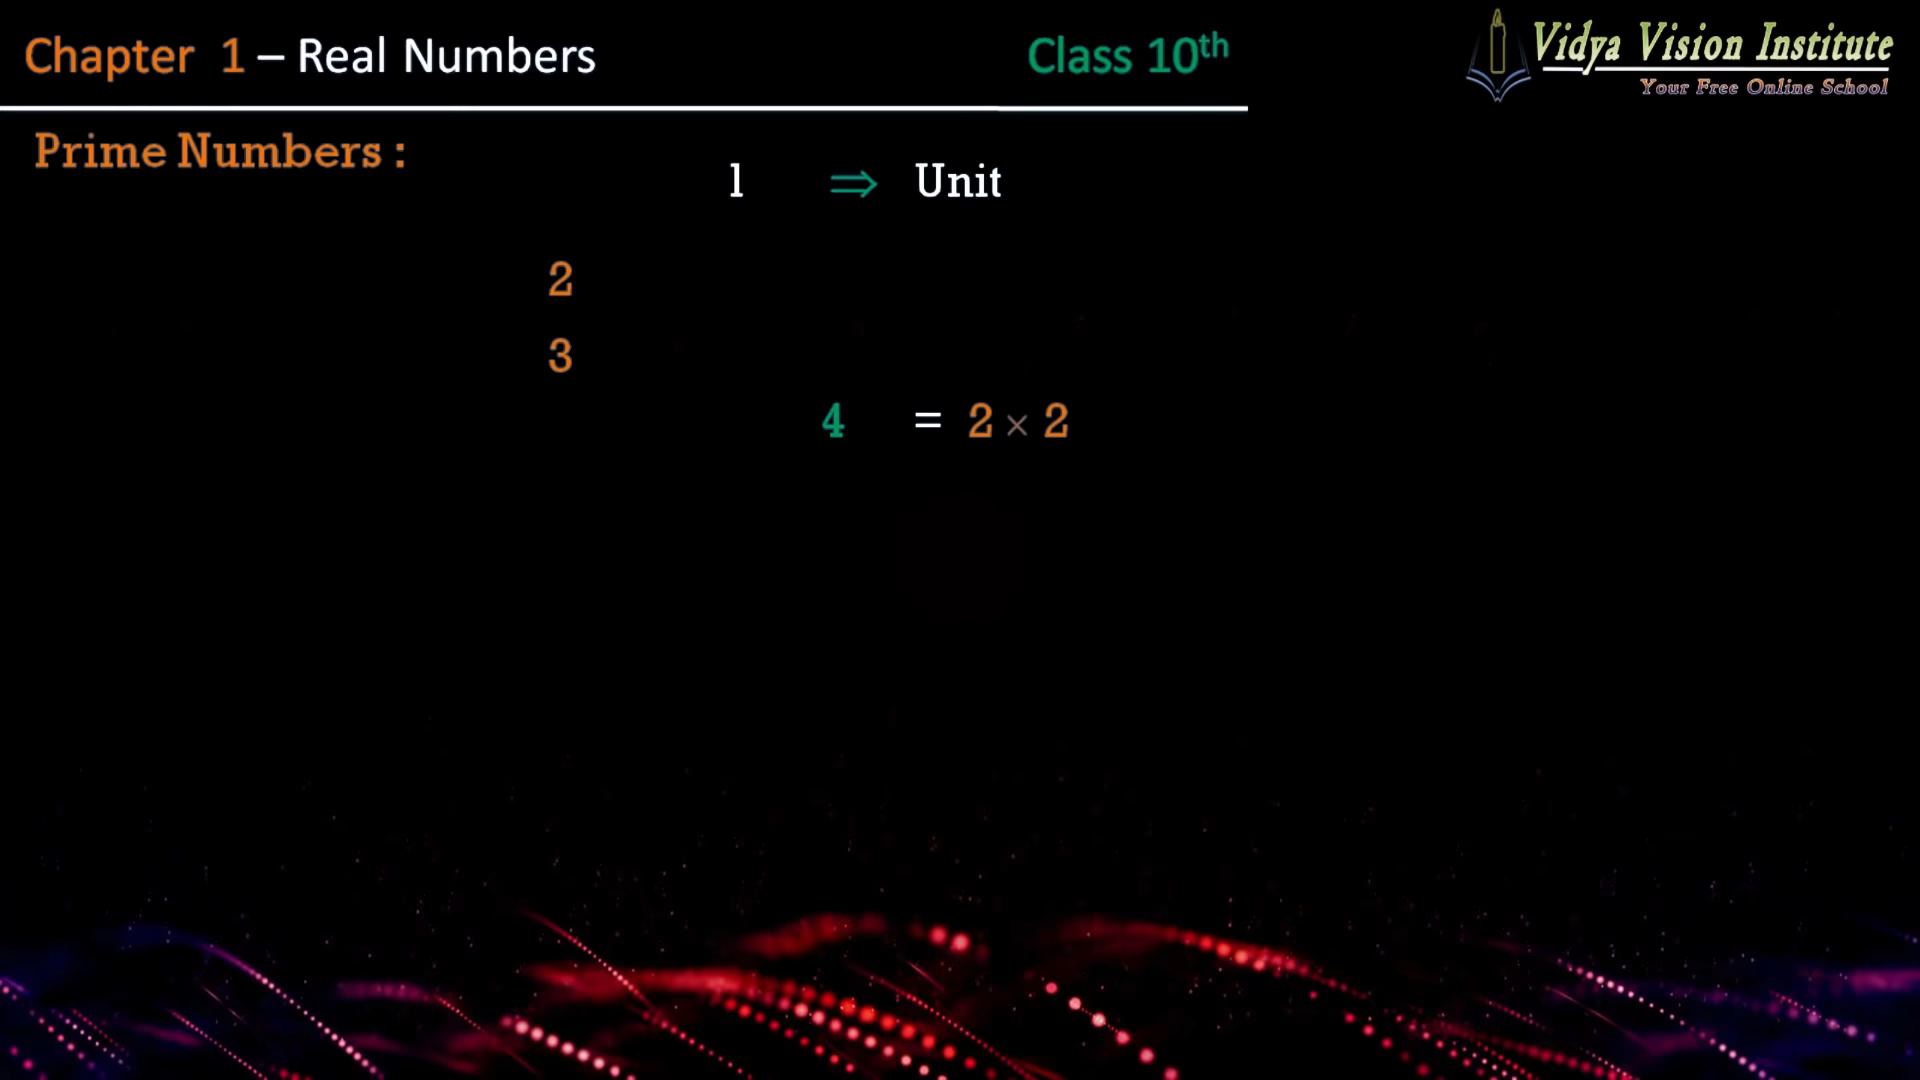 Chapter 1 – Real Numbers
Class 10th
Vidya Vision Institute
Your Free Online School
Prime Numbers :
1 ⇒ Unit
2
3
4 = 2 × 2